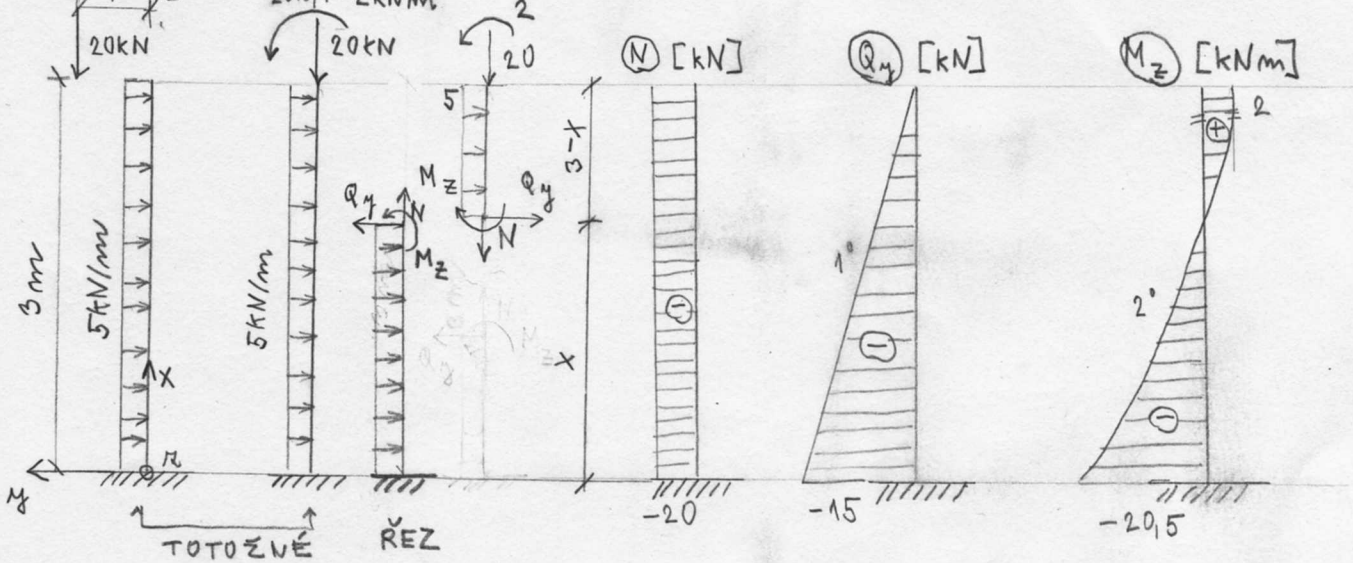 2kNm
2
20kN
20kN
20
N [kN]
Qy [kN]
Mz [kNm]
5
2
+
3-x
Mz
Qy
Qy
N
N
Mz
3m
5kN/m
5kN/m
1°
2°
-
-
-
x
x
y
-20
-15
-20,5
TOTOŽNÉ
ŘEZ